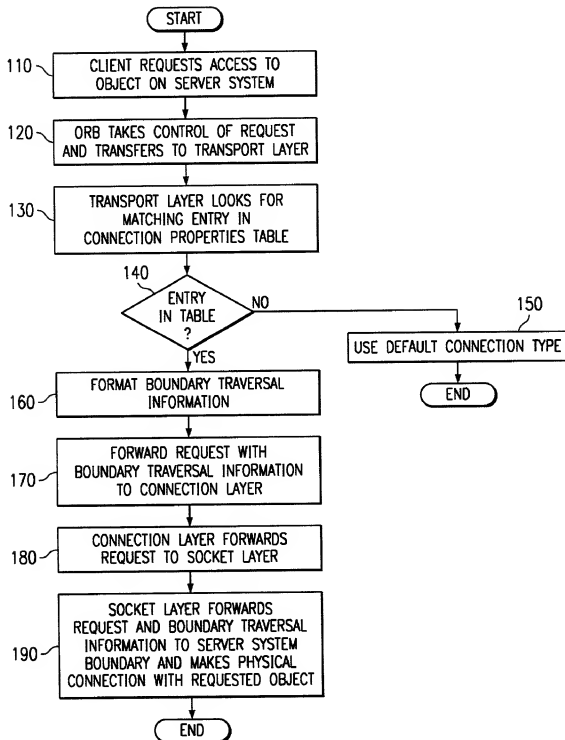 START
110
CLIENT REQUESTS ACCESS TO
OBJECT ON SERVER SYSTEM
120
ORB TAKES CONTROL OF REQUEST
AND TRANSFERS TO TRANSPORT LAYER
130
TRANSPORT LAYER LOOKS FOR
MATCHING ENTRY IN
CONNECTION PROPERTIES TABLE
140
ENTRY
IN TABLE
?
NO
YES
150
USE DEFAULT CONNECTION TYPE
END
160
FORMAT BOUNDARY TRAVERSAL
INFORMATION
170
FORWARD REQUEST WITH
BOUNDARY TRAVERSAL INFORMATION
TO CONNECTION LAYER
180
CONNECTION LAYER FORWARDS
REQUEST TO SOCKET LAYER
190
SOCKET LAYER FORWARDS
REQUEST AND BOUNDARY TRAVERSAL
INFORMATION TO SERVER SYSTEM
BOUNDARY AND MAKES PHYSICAL
CONNECTION WITH REQUESTED OBJECT
END